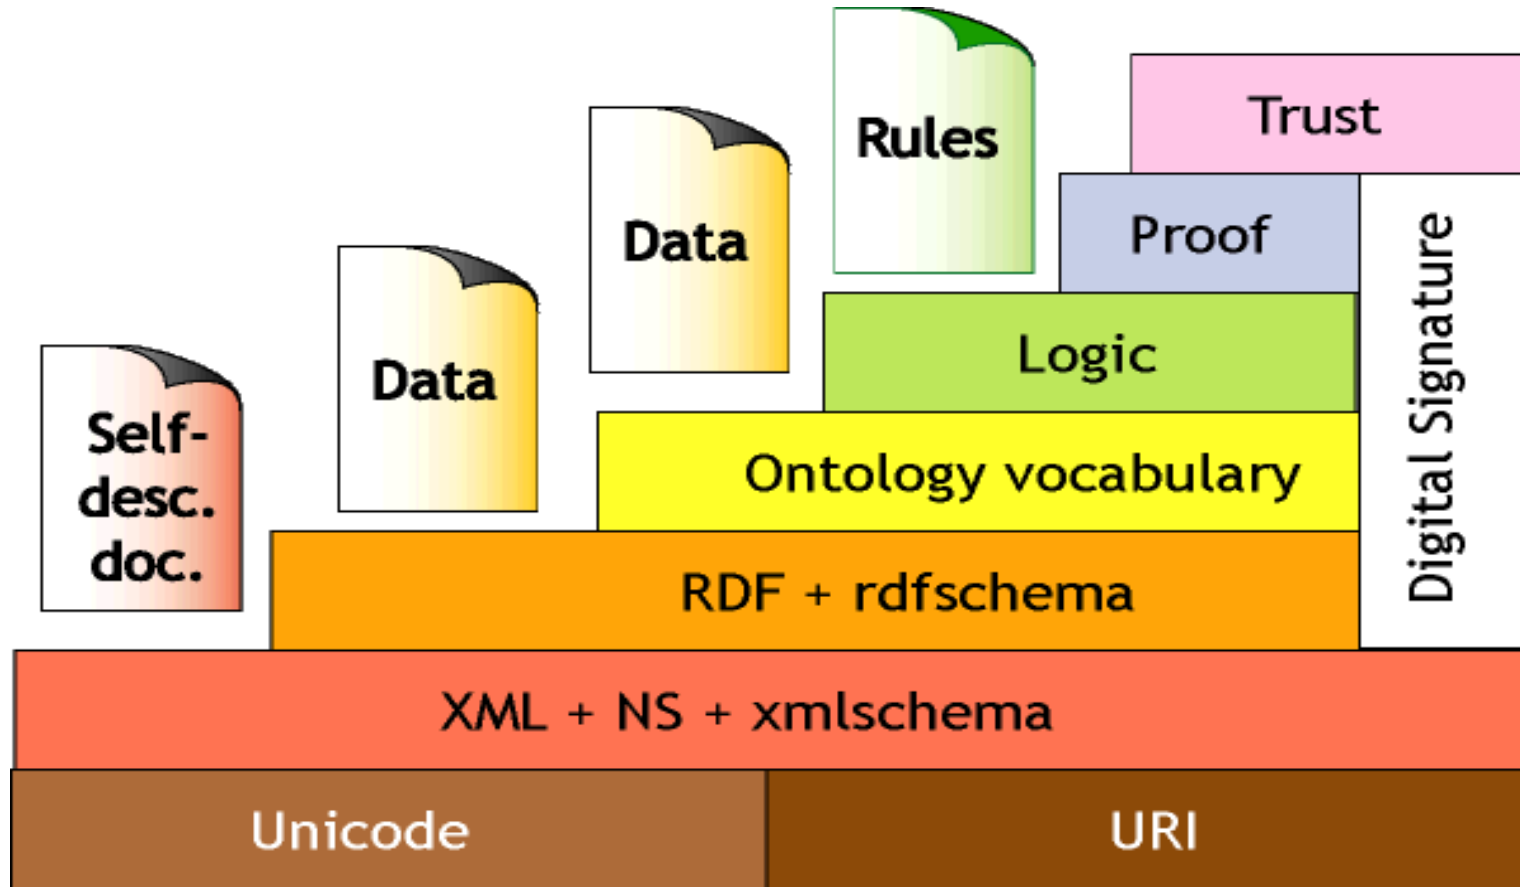 Rules
Trust
Data
Proof
Data
Logic
Self-
desc.
doc.
Ontology vocabulary
Digital Signature
RDF + rdfschema
XML + NS + xmlschema
Unicode
URI